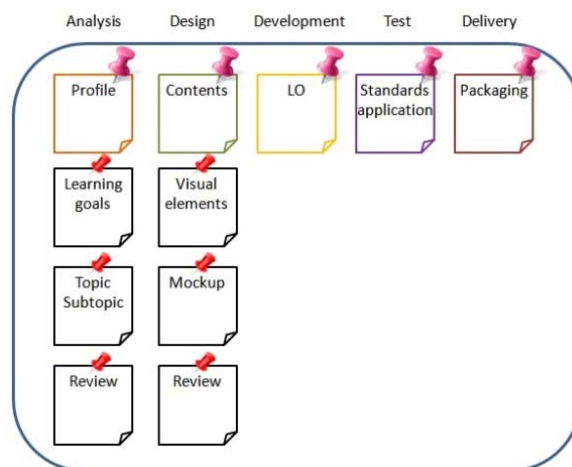 Analysis Design Development Test Delivery
Profile Contents LO Standards application Packaging
Learning goals
Visual elements
Topic Subtopic
Mockup
Review Review